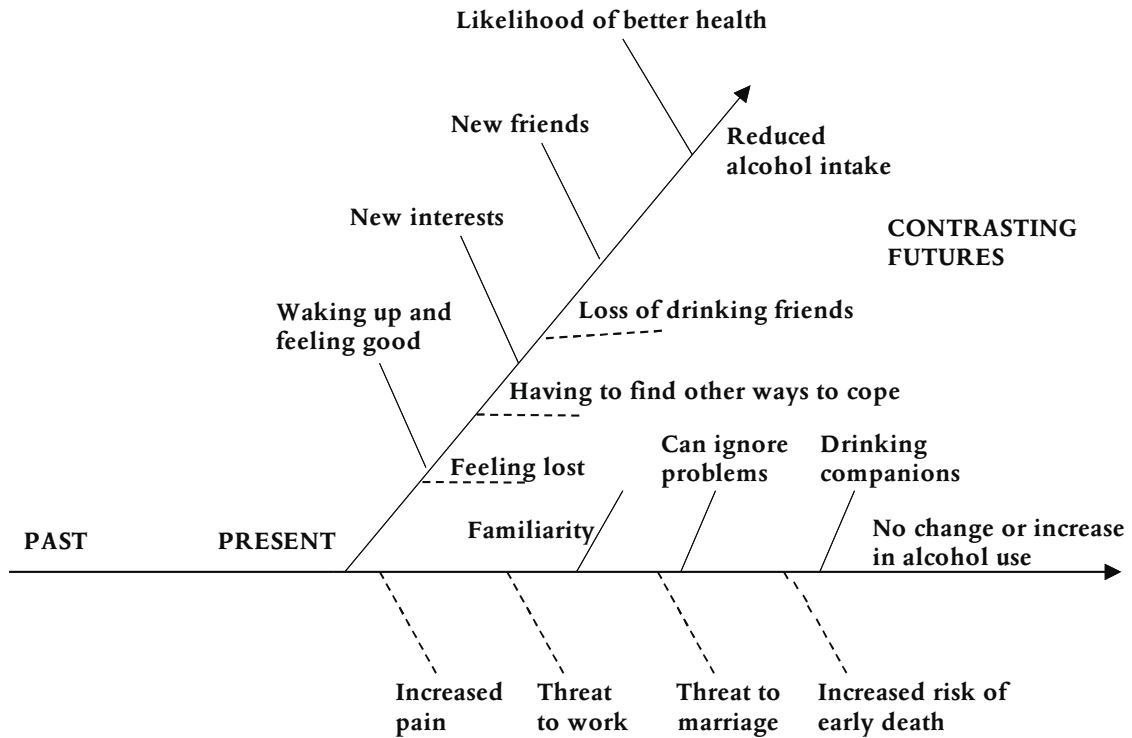 Likelihood of better health
New friends
Reduced
alcohol intake
New interests
CONTRASTING
FUTURES
Waking up and
feeling good
Loss of drinking friends
Having to find other ways to cope
Feeling lost
Can ignore
problems
Drinking
companions
PAST
PRESENT
Familiarity
No change or increase
in alcohol use
Increased
pain
Threat
to work
Threat to
marriage
Increased risk of
early death